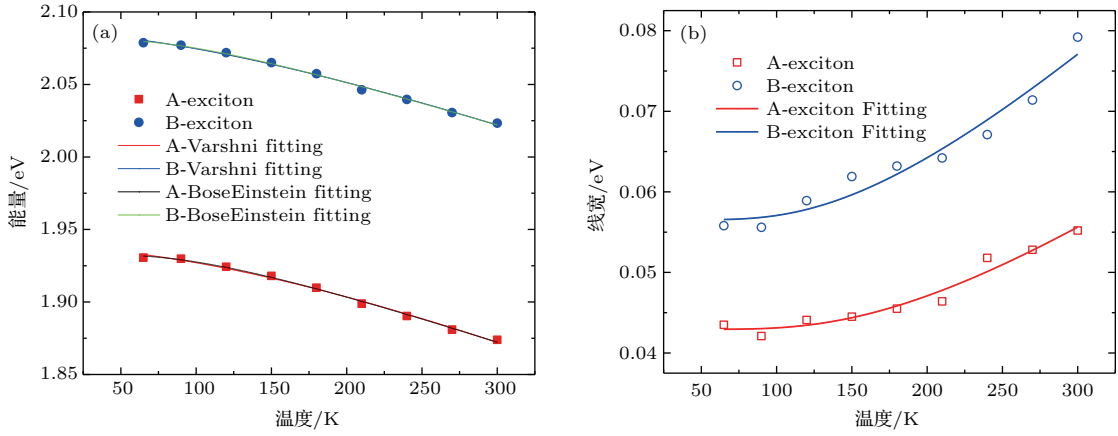 (a)
2.10
2.05
2.00
1.95
1.90
1.85
能量/eV
A-exciton
B-exciton
A-Varshni fitting
B-Varshni fitting
A-BoseEinstein fitting
B-BoseEinstein fitting
50 100 150 200 250 300
温度/K
(b)
0.08
0.07
0.06
0.05
0.04
线宽/eV
A-exciton
B-exciton
A-exciton Fitting
B-exciton Fitting
50 100 150 200 250 300
温度/K